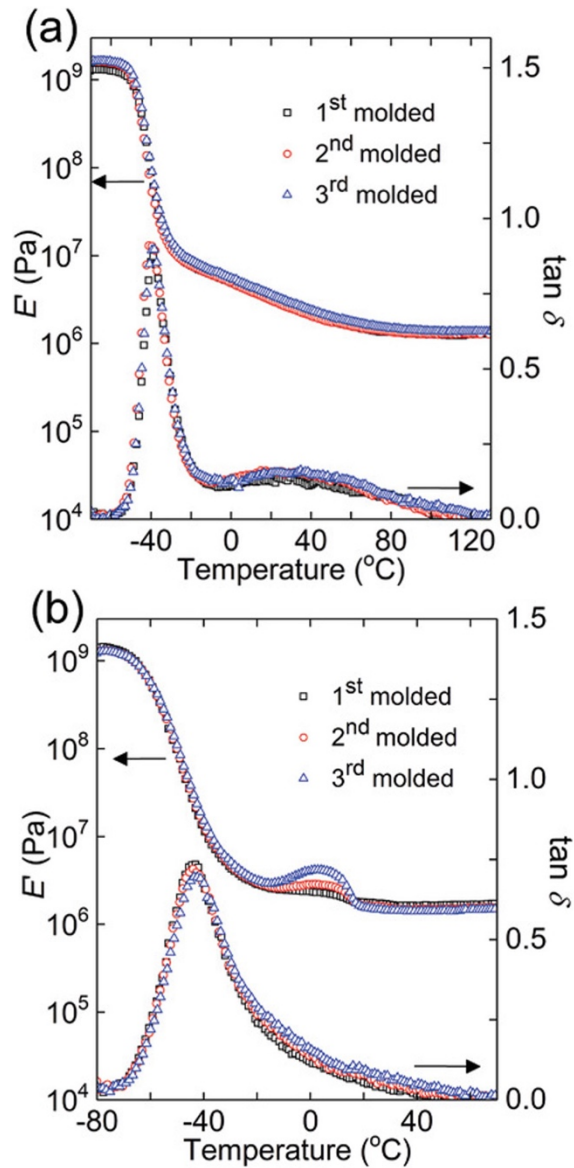 (a)
10⁹
10⁸
10⁷
10⁶
10⁵
10⁴
E' (Pa)
1.5
1.0
0.5
0.0
tan δ
1st molded
2nd molded
3rd molded
-40 0 40 80 120
Temperature (°C)
(b)
10⁹
10⁸
10⁷
10⁶
10⁵
10⁴
E' (Pa)
1.5
1.0
0.5
0.0
tan δ
1st molded
2nd molded
3rd molded
-80 -40 0 40
Temperature (°C)